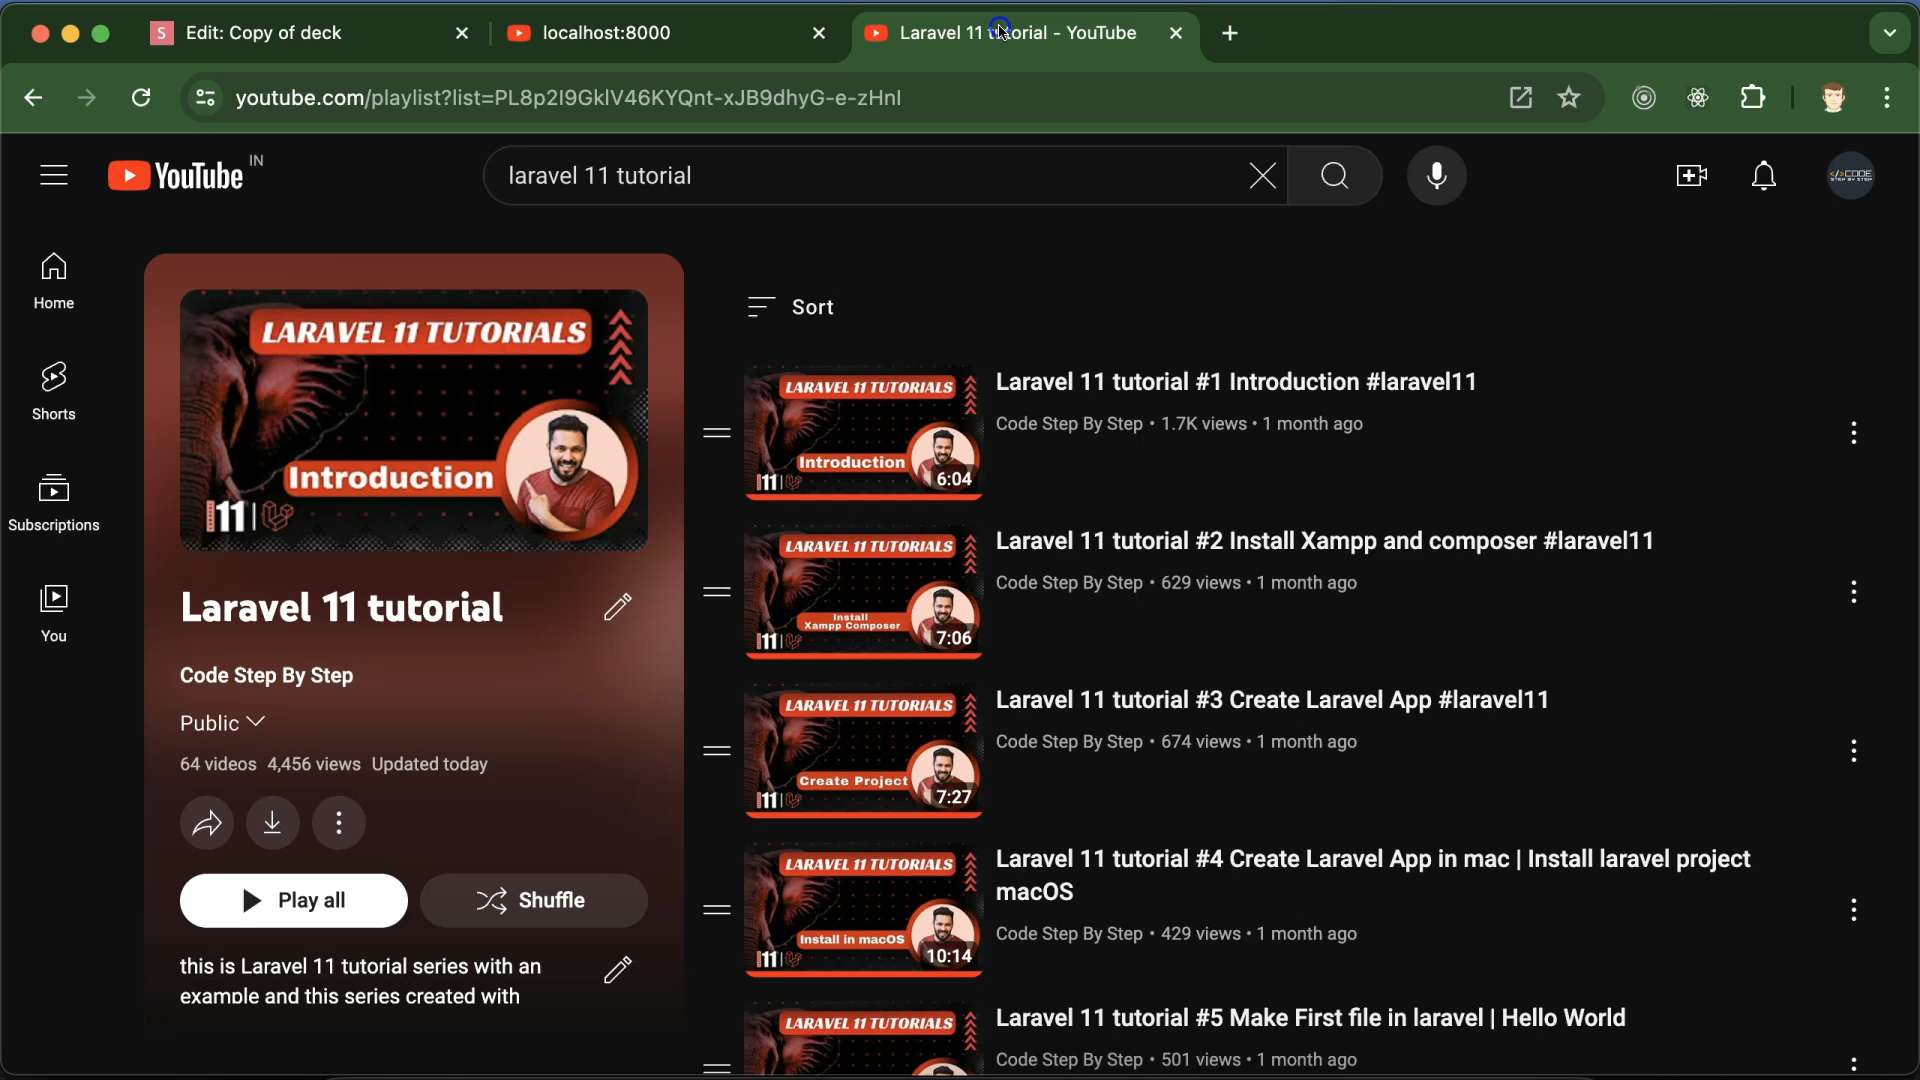 S Edit: Copy of deck
localhost:8000
Laravel 11 tutorial - YouTube
youtube.com/playlist?list=PL8p2I9GklV46KYQnt-xJB9dhyG-e-zHnI
YouTube IN
laravel 11 tutorial
</>CODE
STEP BY STEP
Home
Shorts
Subscriptions
You
LARAVEL 11 TUTORIALS
Introduction
11
Laravel 11 tutorial
Code Step By Step
Public
64 videos 4,456 views Updated today
Play all
Shuffle
this is Laravel 11 tutorial series with an
example and this series created with
Sort
LARAVEL 11 TUTORIALS
Introduction
11
6:04
Laravel 11 tutorial #1 Introduction #laravel11
Code Step By Step • 1.7K views • 1 month ago
LARAVEL 11 TUTORIALS
Install
Xampp Composer
11
7:06
Laravel 11 tutorial #2 Install Xampp and composer #laravel11
Code Step By Step • 629 views • 1 month ago
LARAVEL 11 TUTORIALS
Create Project
11
7:27
Laravel 11 tutorial #3 Create Laravel App #laravel11
Code Step By Step • 674 views • 1 month ago
LARAVEL 11 TUTORIALS
Install in macOS
11
10:14
Laravel 11 tutorial #4 Create Laravel App in mac | Install laravel project
macOS
Code Step By Step • 429 views • 1 month ago
LARAVEL 11 TUTORIALS
Laravel 11 tutorial #5 Make First file in laravel | Hello World
Code Step By Step • 501 views • 1 month ago